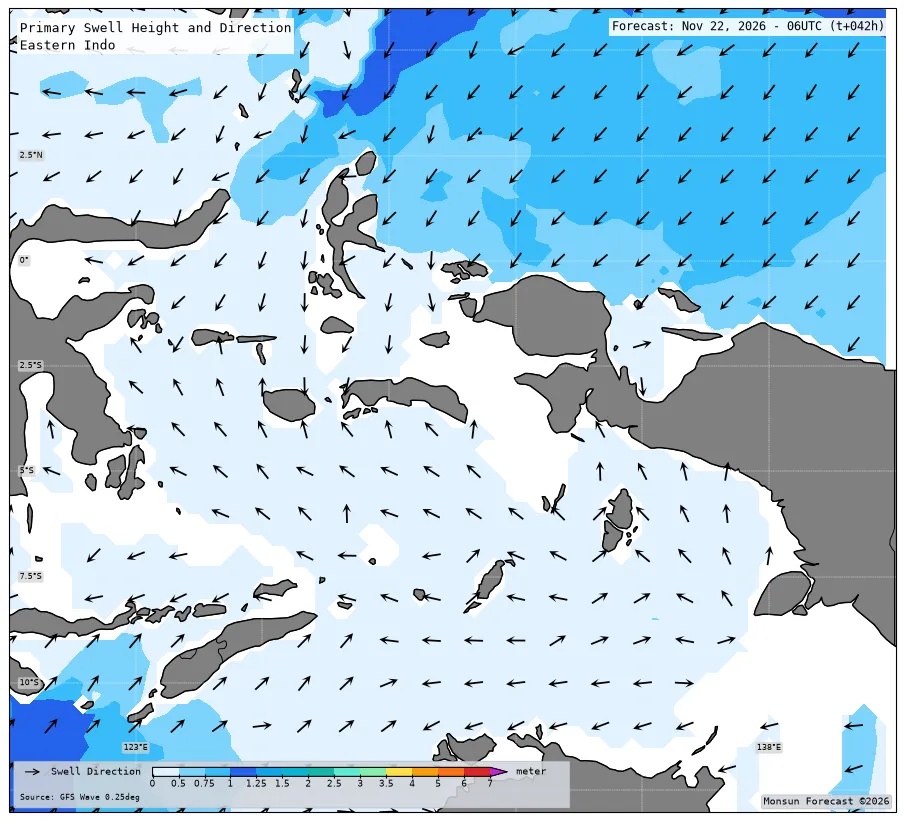 Primary Swell Height and Direction
Eastern Indo
Forecast: Nov 22, 2026 - 06UTC (t+042h)
2.5°N
0°
2.5°S
5°S
7.5°S
10°S
123°E
138°E
Swell Direction
0 0.5 0.75 1 1.25 1.5 2 2.5 3 3.5 4 5 6 7
meter
Source: GFS Wave 0.25deg
Monsun Forecast ©2026